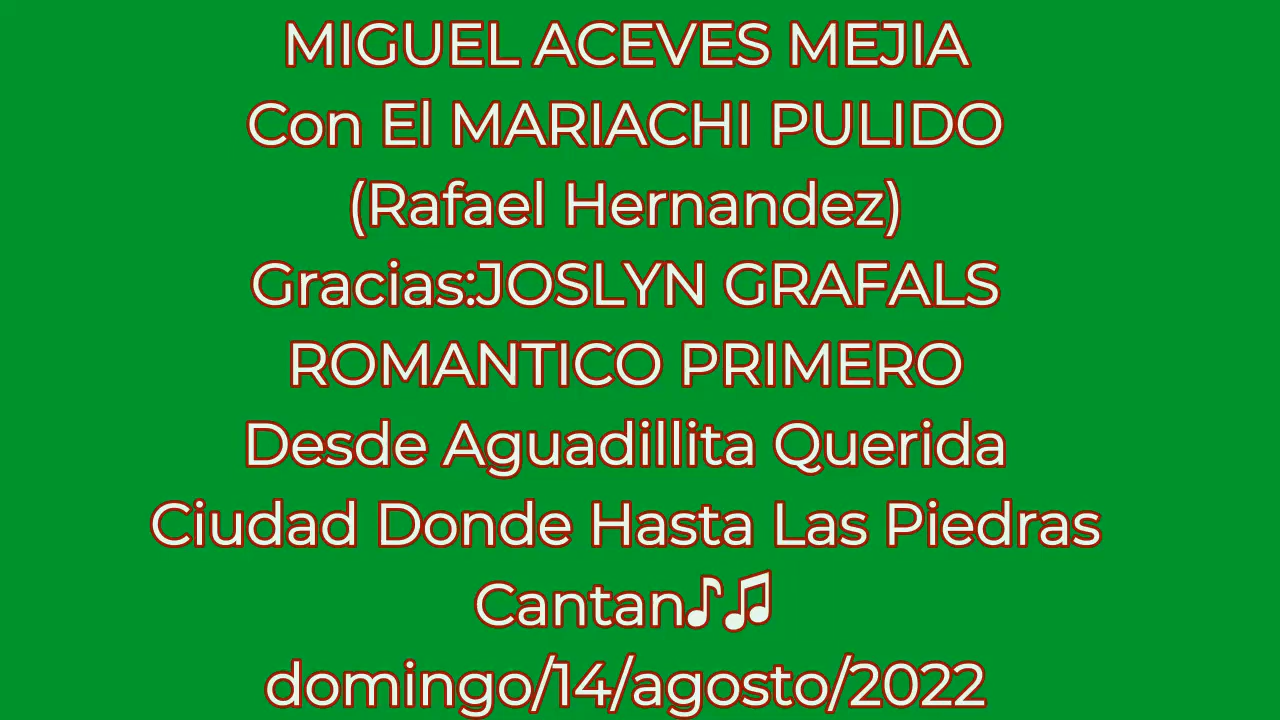 MIGUEL ACEVES MEJIA
Con El MARIACHI PULIDO
(Rafael Hernandez)
Gracias:JOSLYN GRAFALS
ROMANTICO PRIMERO
Desde Aguadillita Querida
Ciudad Donde Hasta Las Piedras
Cantan♪♫
domingo/14/agosto/2022